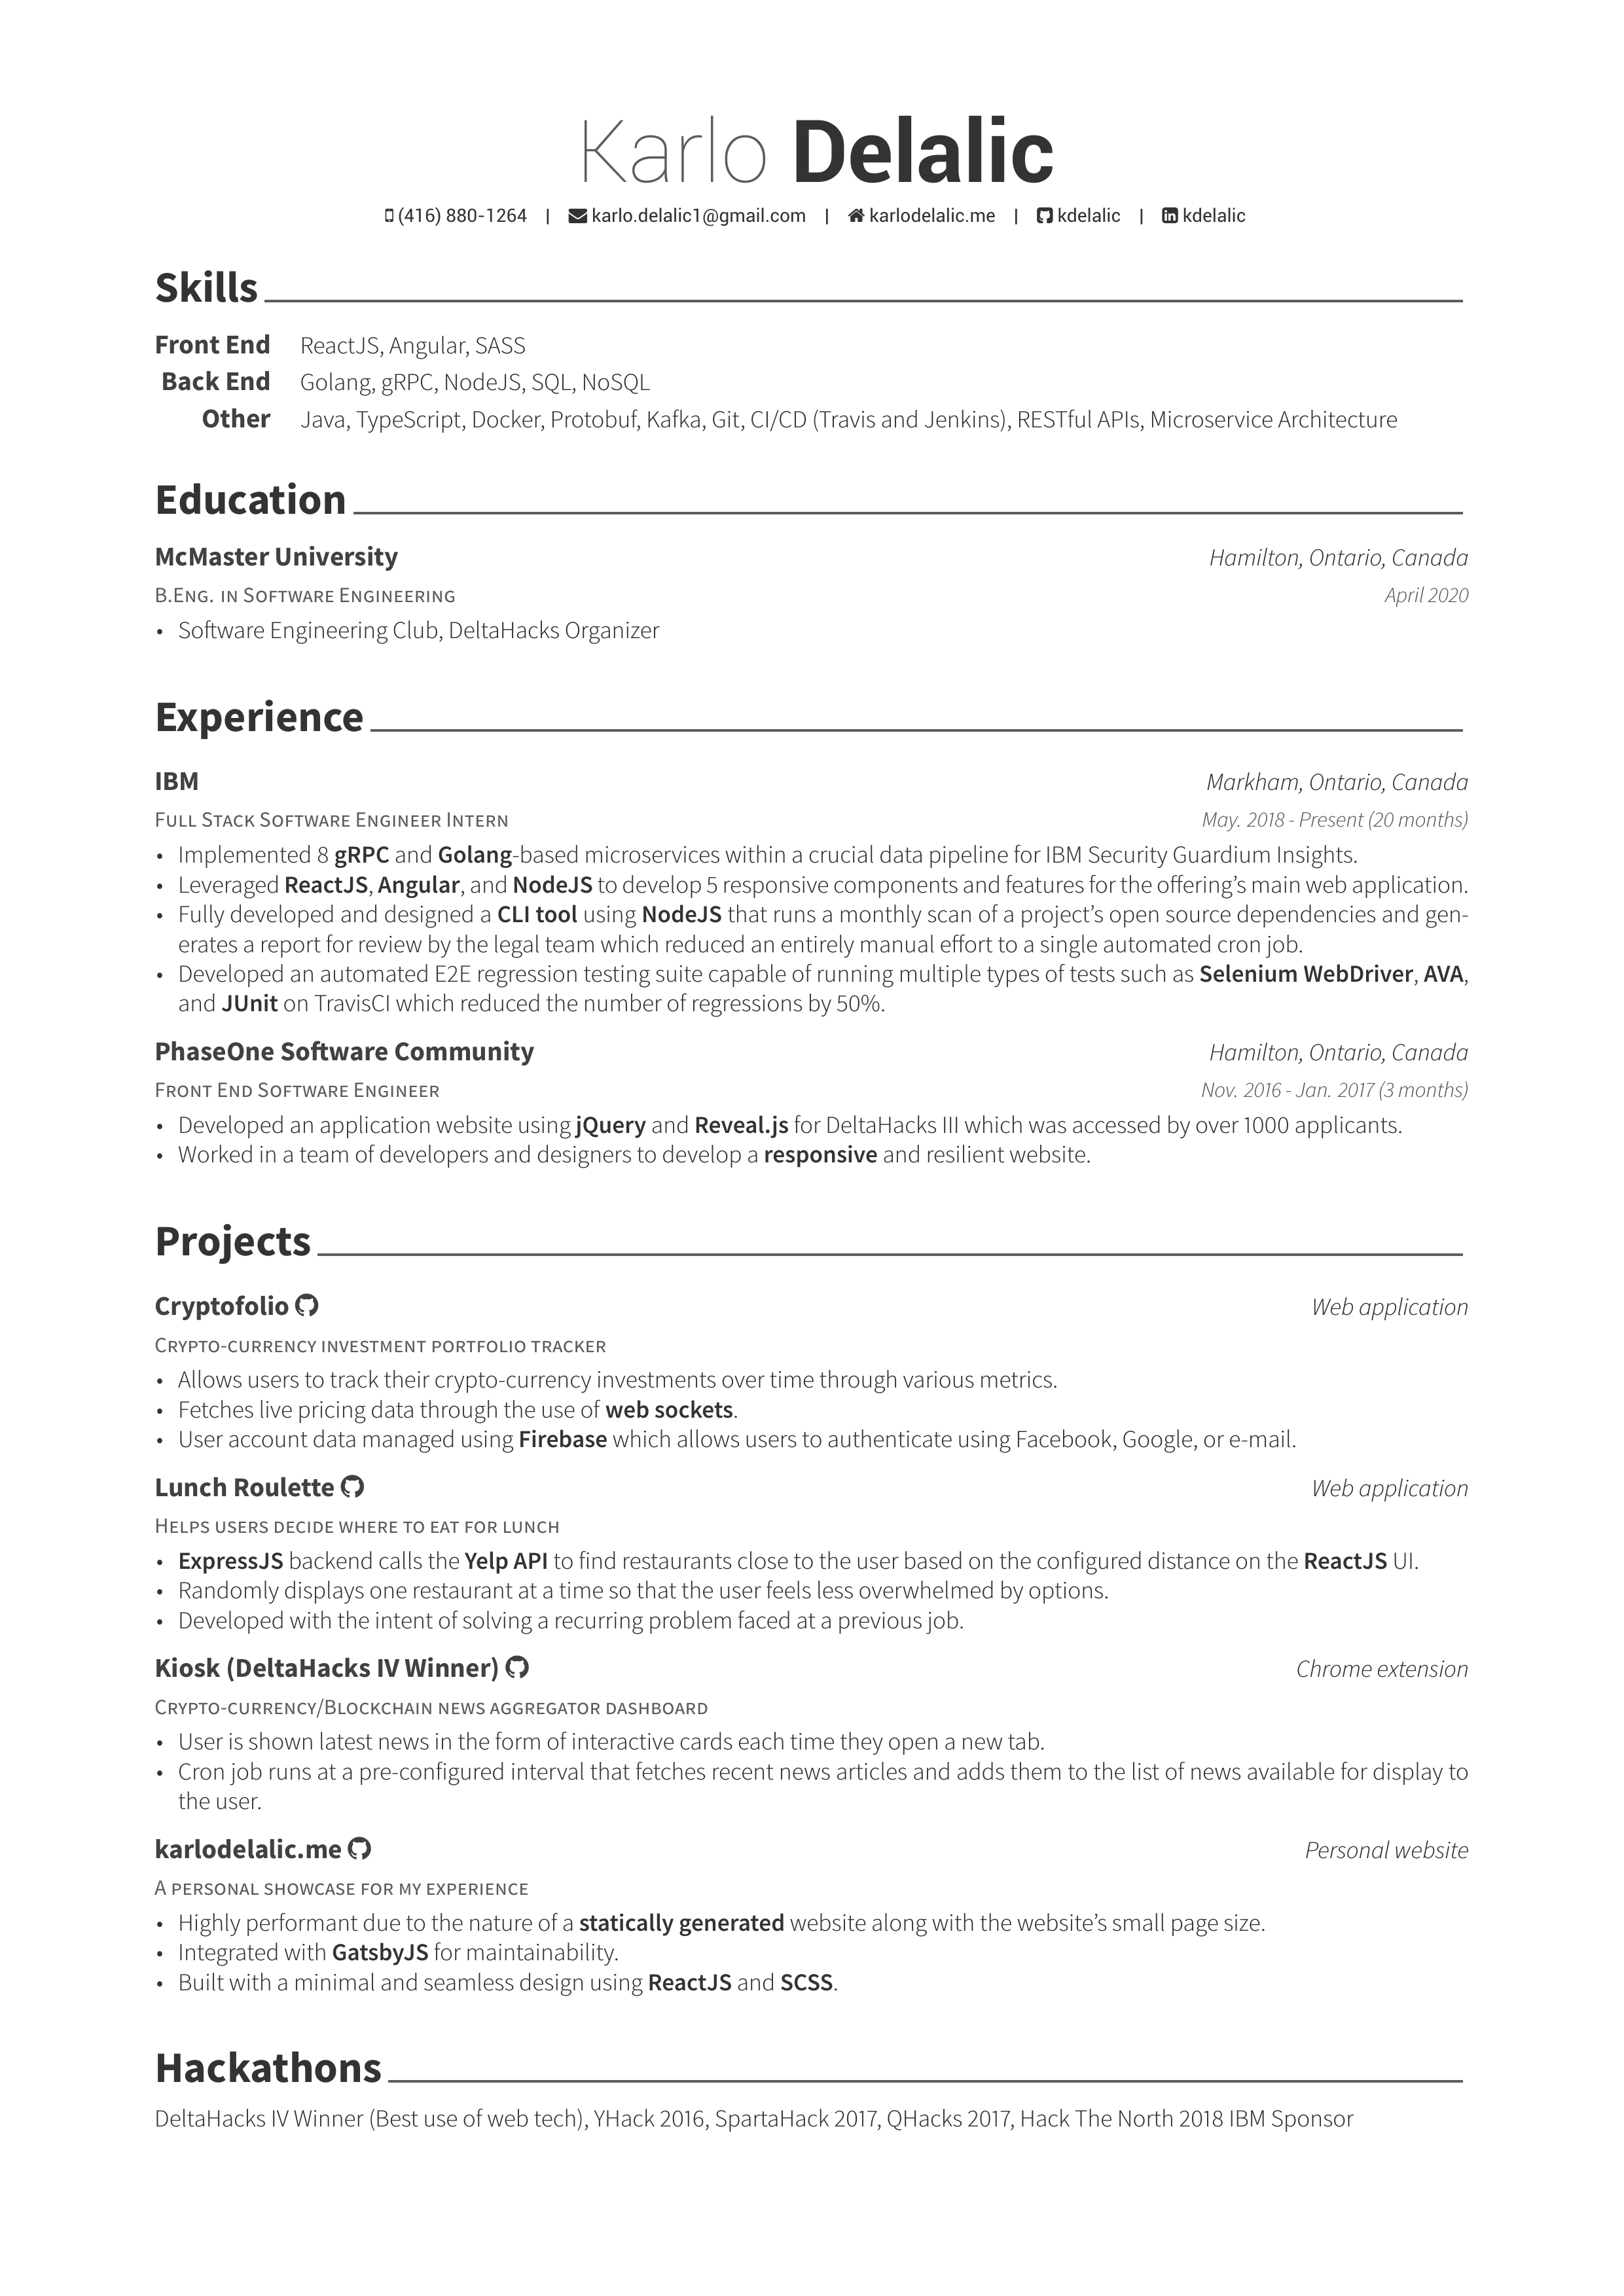 Karlo Delalic
(416) 880-1264 | karlo.delalic1@gmail.com | karlodelalic.me | kdelalic | kdelalic
Skills
Front End ReactJS, Angular, SASS
Back End Golang, gRPC, NodeJS, SQL, NoSQL
Other Java, TypeScript, Docker, Protobuf, Kafka, Git, CI/CD (Travis and Jenkins), RESTful APIs, Microservice Architecture
Education
McMaster University Hamilton, Ontario, Canada
B.Eng. in Software Engineering April 2020
• Software Engineering Club, DeltaHacks Organizer
Experience
IBM Markham, Ontario, Canada
Full Stack Software Engineer Intern May. 2018 - Present (20 months)
• Implemented 8 gRPC and Golang-based microservices within a crucial data pipeline for IBM Security Guardium Insights.
• Leveraged ReactJS, Angular, and NodeJS to develop 5 responsive components and features for the offering's main web application.
• Fully developed and designed a CLI tool using NodeJS that runs a monthly scan of a project's open source dependencies and gen-
erates a report for review by the legal team which reduced an entirely manual effort to a single automated cron job.
• Developed an automated E2E regression testing suite capable of running multiple types of tests such as Selenium WebDriver, AVA,
and JUnit on TravisCI which reduced the number of regressions by 50%.
PhaseOne Software Community Hamilton, Ontario, Canada
Front End Software Engineer Nov. 2016 - Jan. 2017 (3 months)
• Developed an application website using jQuery and Reveal.js for DeltaHacks III which was accessed by over 1000 applicants.
• Worked in a team of developers and designers to develop a responsive and resilient website.
Projects
Cryptofolio Web application
Crypto-currency investment portfolio tracker
• Allows users to track their crypto-currency investments over time through various metrics.
• Fetches live pricing data through the use of web sockets.
• User account data managed using Firebase which allows users to authenticate using Facebook, Google, or e-mail.
Lunch Roulette Web application
Helps users decide where to eat for lunch
• ExpressJS backend calls the Yelp API to find restaurants close to the user based on the configured distance on the ReactJS UI.
• Randomly displays one restaurant at a time so that the user feels less overwhelmed by options.
• Developed with the intent of solving a recurring problem faced at a previous job.
Kiosk (DeltaHacks IV Winner) Chrome extension
Crypto-currency/Blockchain news aggregator dashboard
• User is shown latest news in the form of interactive cards each time they open a new tab.
• Cron job runs at a pre-configured interval that fetches recent news articles and adds them to the list of news available for display to
the user.
karlodelalic.me Personal website
A personal showcase for my experience
• Highly performant due to the nature of a statically generated website along with the website's small page size.
• Integrated with GatsbyJS for maintainability.
• Built with a minimal and seamless design using ReactJS and SCSS.
Hackathons
DeltaHacks IV Winner (Best use of web tech), YHack 2016, SpartaHack 2017, QHacks 2017, Hack The North 2018 IBM Sponsor